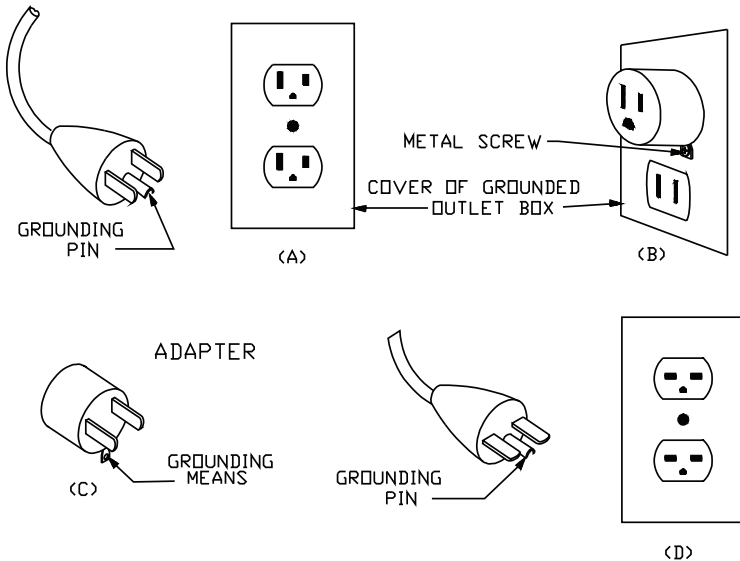 METAL SCREW
COVER OF GROUNDED
OUTLET BOX
GROUNDING
PIN
(A)
(B)
ADAPTER
GROUNDING
MEANS
(C)
GROUNDING
PIN
(D)